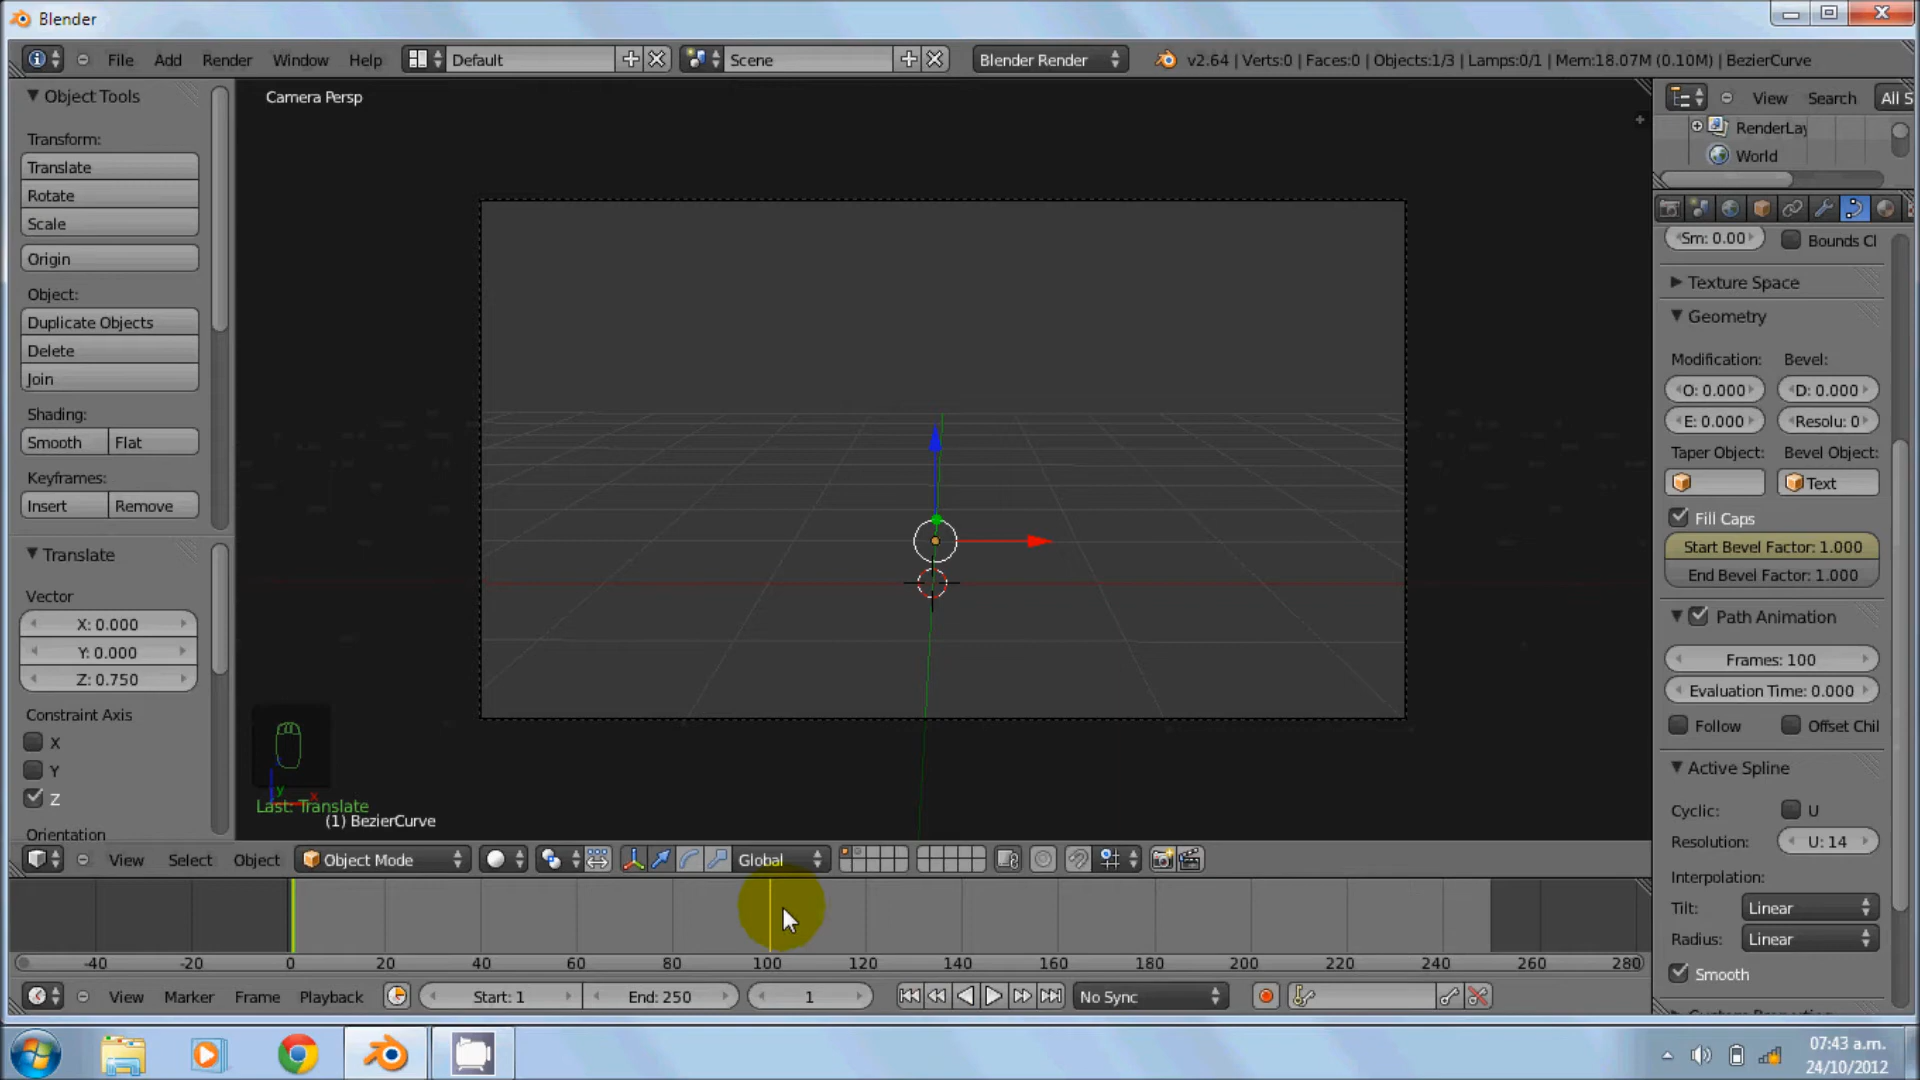 Blender
File Add Render Window Help Default Scene Blender Render v2.64 | Verts:0 | Faces:0 | Objects:1/3 | Lamps:0/1 | Mem:18.07M (0.10M) | BezierCurve
Object Tools
Transform:
Translate
Rotate
Scale
Origin
Object:
Duplicate Objects
Delete
Join
Shading:
Smooth Flat
Keyframes:
Insert Remove
Translate
Vector
X: 0.000
Y: 0.000
Z: 0.750
Constraint Axis
X
Y
Z
Orientation
Camera Persp
y x
Last: Translate
(1) BezierCurve
View Search All S
RenderLay
World
Sm: 0.00 Bounds Cl
Texture Space
Geometry
Modification: Bevel:
O: 0.000 D: 0.000
E: 0.000 Resolu: 0
Taper Object: Bevel Object:
Text
Fill Caps
Start Bevel Factor: 1.000
End Bevel Factor: 1.000
Path Animation
Frames: 100
Evaluation Time: 0.000
Follow Offset Chil
Active Spline
Cyclic: U
Resolution: U: 14
Interpolation:
Tilt: Linear
Radius: Linear
Smooth
View Select Object Object Mode Global
-40 -20 0 20 40 60 80 100 120 140 160 180 200 220 240 260 280
View Marker Frame Playback Start: 1 End: 250 1 No Sync
07:43 a.m.
24/10/2012